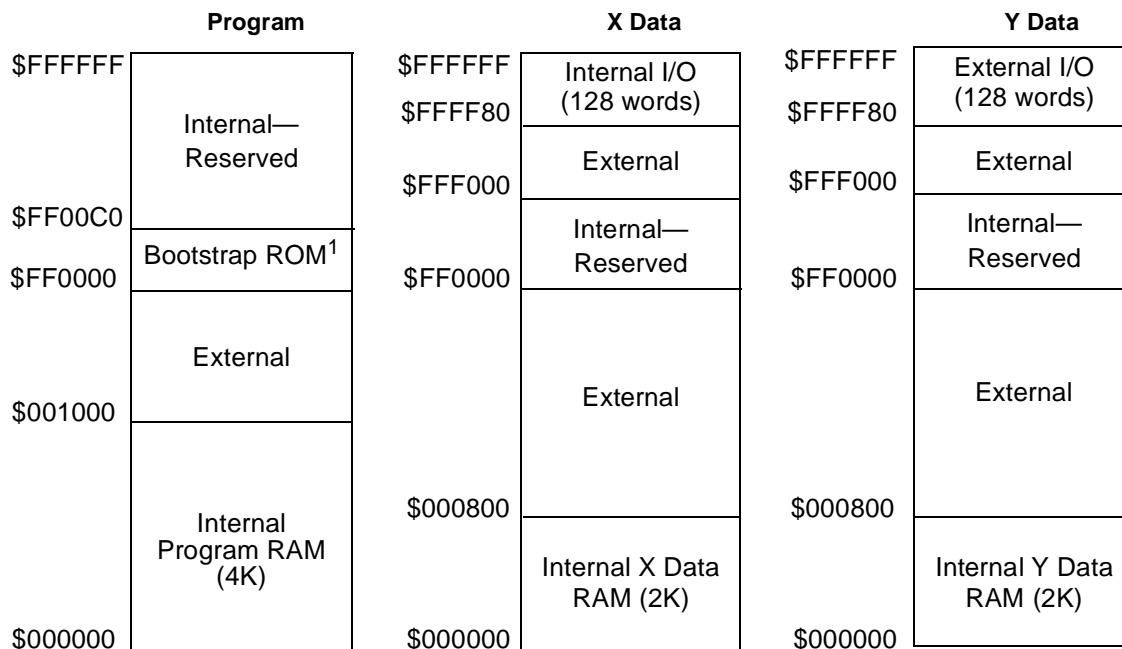 Program
$FFFFFF
Internal—
Reserved
$FF00C0
Bootstrap ROM1
$FF0000
External
$001000
Internal
Program RAM
(4K)
$000000
X Data
$FFFFFF
Internal I/O
(128 words)
$FFFF80
External
$FFF000
Internal—
Reserved
$FF0000
External
$000800
Internal X Data
RAM (2K)
$000000
Y Data
$FFFFFF
External I/O
(128 words)
$FFFF80
External
$FFF000
Internal—
Reserved
$FF0000
External
$000800
Internal Y Data
RAM (2K)
$000000